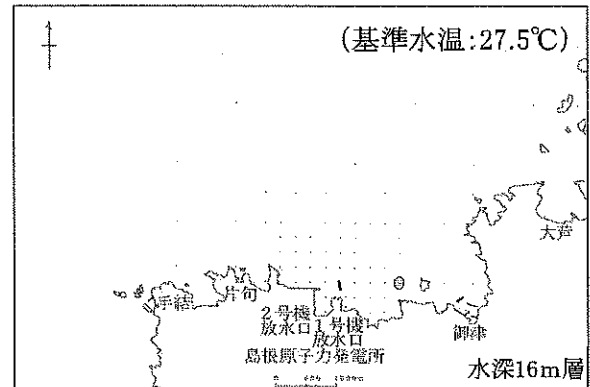 (基準水温:27.5℃)
大芦
手結
片句
御津
2号機
放水口
1号機
放水口
島根原子力発電所
水深16m層